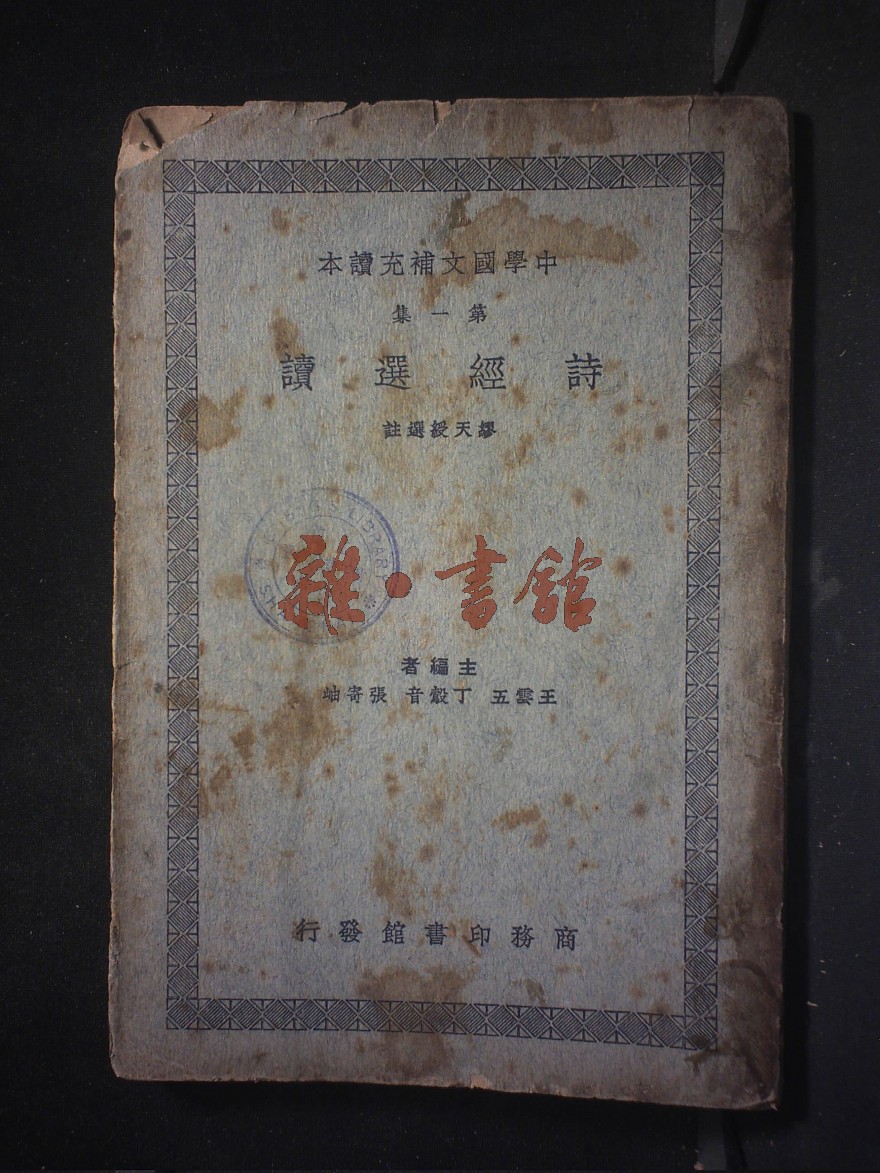 中學國文補充讀本
第一集
詩經選讀
繆天綬選註
雜·書館
主編者
王雲五 丁瑴音 張寄岫
商務印書館發行
LIBRARY